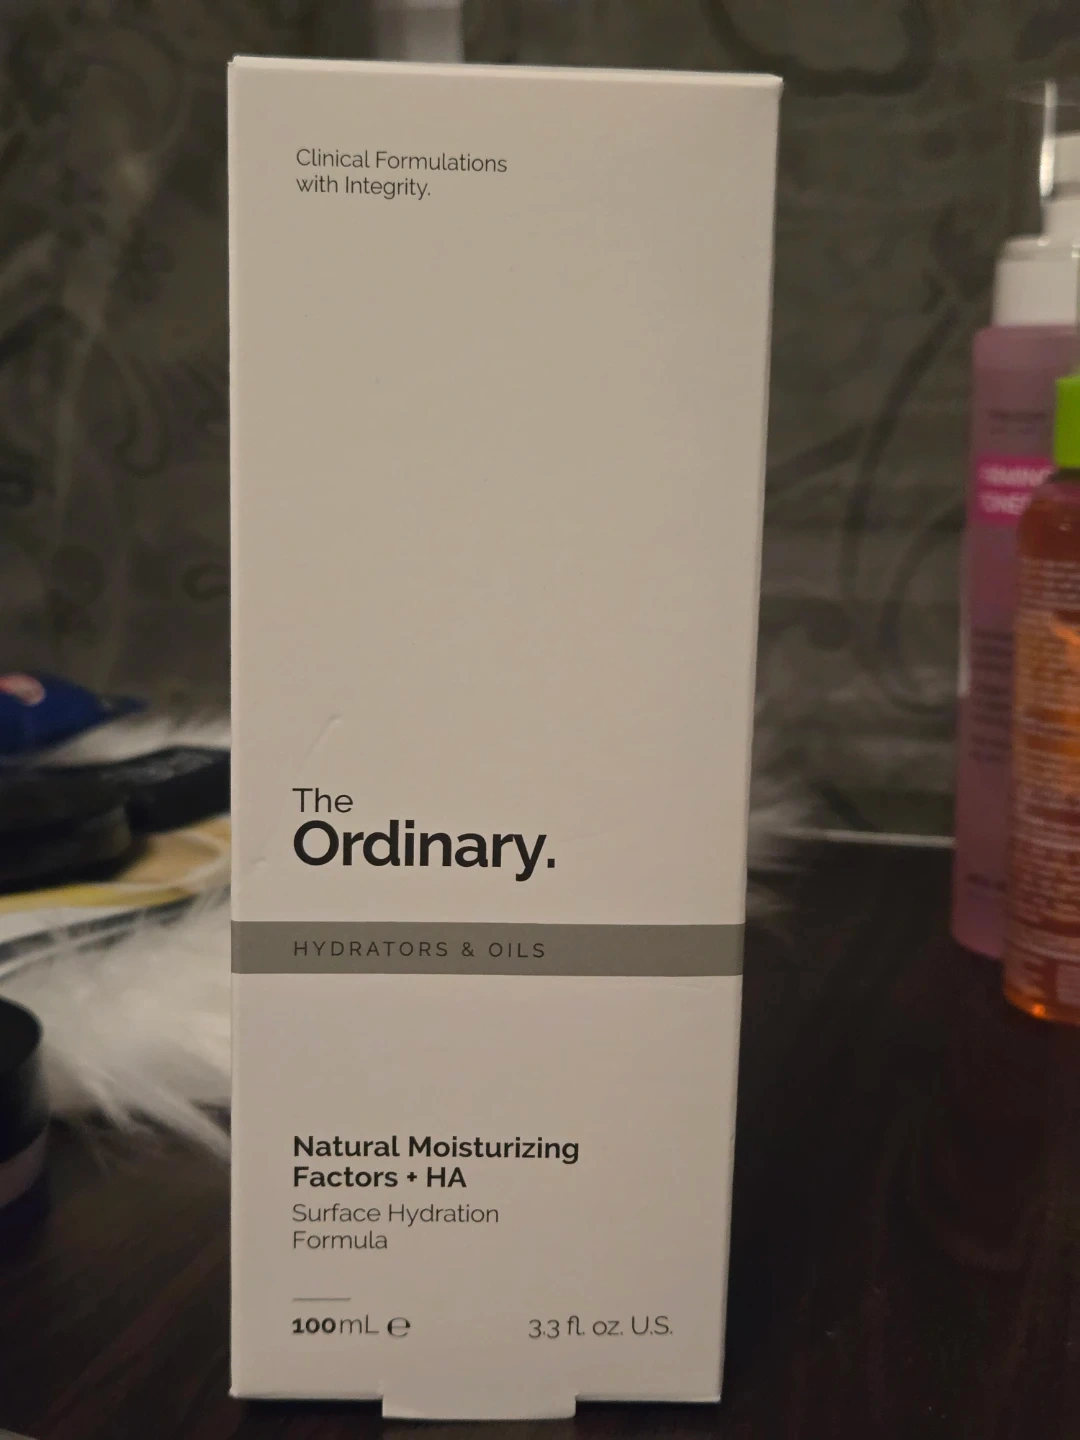 Clinical Formulations
with Integrity.
The
Ordinary.
HYDRATORS & OILS
Natural Moisturizing
Factors + HA
Surface Hydration
Formula
100mL ℮
3.3 fl. oz. U.S.